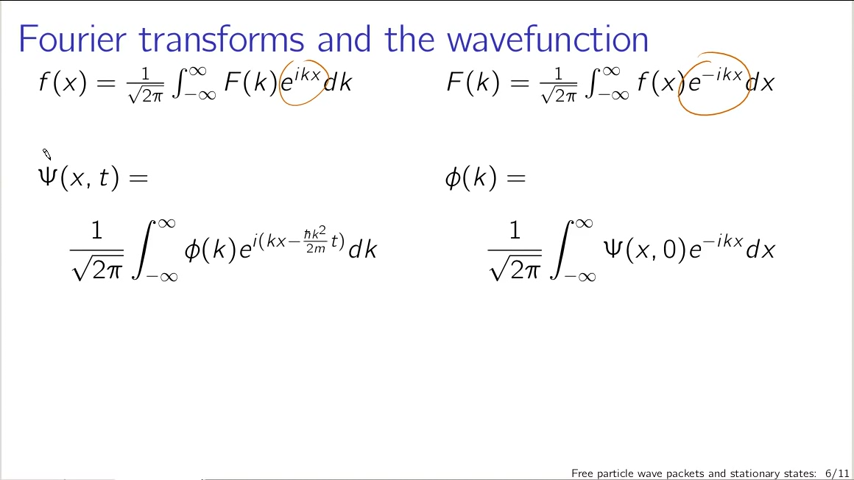 Fourier transforms and the wavefunction
f(x) = 1/√2π ∫_{−∞}^{∞} F(k)e^{ikx}dk
F(k) = 1/√2π ∫_{−∞}^{∞} f(x)e^{−ikx}dx
Ψ(x, t) =
1/√2π ∫_{−∞}^{∞} ϕ(k)e^{i(kx−\frac{ħk²}{2m}t)}dk
ϕ(k) =
1/√2π ∫_{−∞}^{∞} Ψ(x, 0)e^{−ikx}dx
Free particle wave packets and stationary states: 6/11